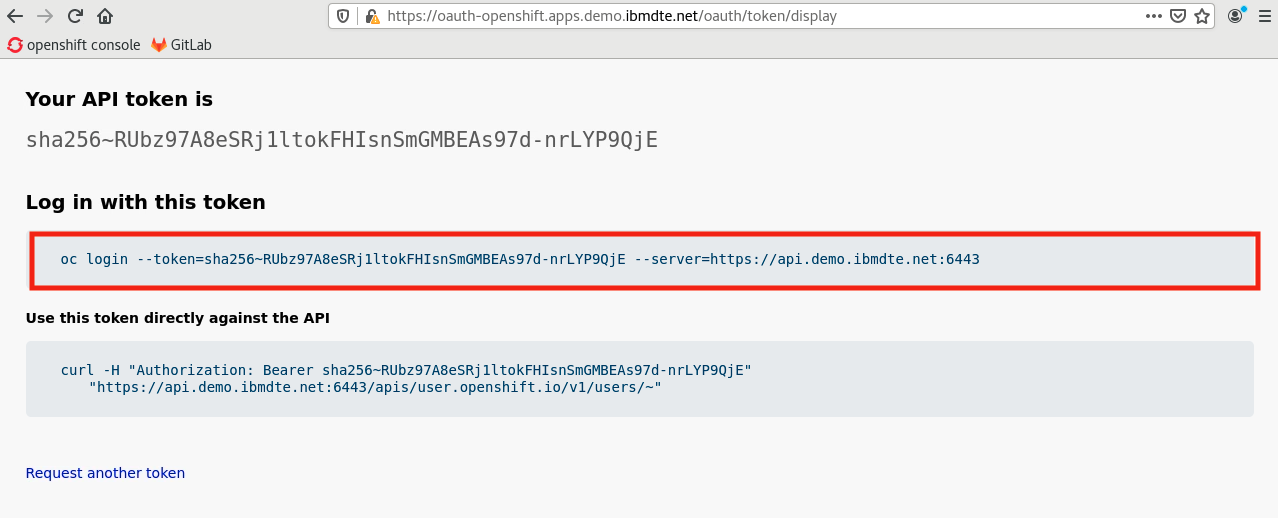 https://oauth-openshift.apps.demo.ibmdte.net/oauth/token/display
openshift console GitLab
Your API token is
sha256~RUbz97A8eSRj1ltokFHIsnSmGMBEAs97d-nrLYP9QjE
Log in with this token
oc login --token=sha256~RUbz97A8eSRj1ltokFHIsnSmGMBEAs97d-nrLYP9QjE --server=https://api.demo.ibmdte.net:6443
Use this token directly against the API
curl -H "Authorization: Bearer sha256~RUbz97A8eSRj1ltokFHIsnSmGMBEAs97d-nrLYP9QjE"
"https://api.demo.ibmdte.net:6443/apis/user.openshift.io/v1/users/~"
Request another token